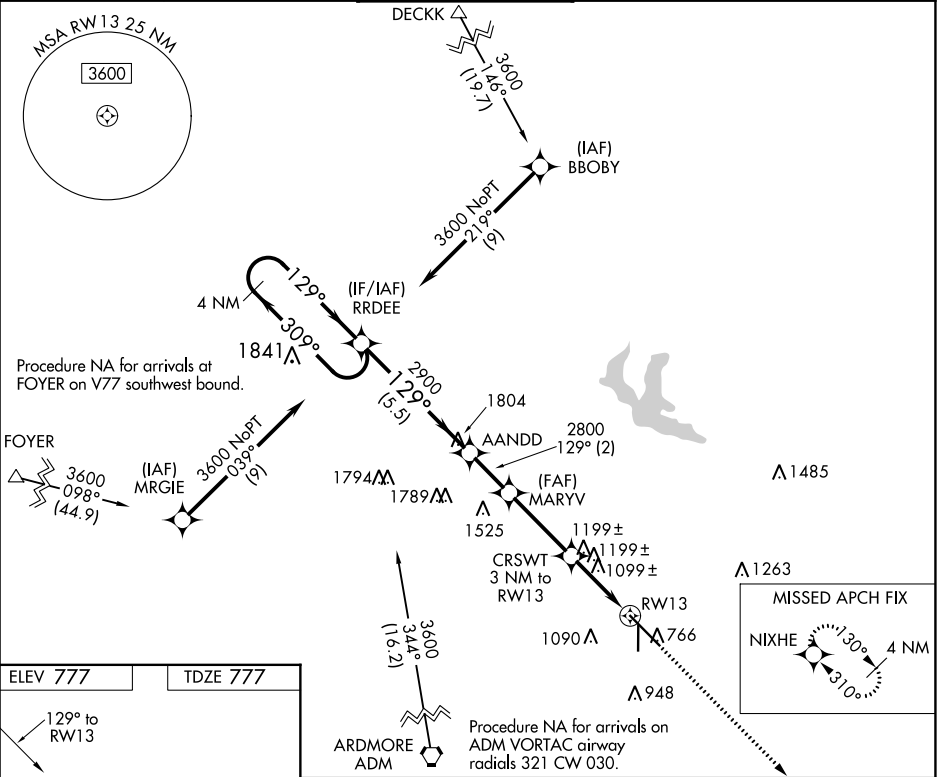 MSA RW13 25 NM
3600
DECKK
3600
146°
(19.7)
(IAF)
BBOBY
3600 NoPT
219°
(9)
129°
4 NM
309°
(IF/IAF)
RRDEE
1841
Procedure NA for arrivals at
FOYER on V77 southwest bound.
2900
129°
(5.5)
1804
AANDD
2800
129° (2)
FOYER
3600
098°
(44.9)
(IAF)
MRGIE
3600 NoPT
039°
(9)
1794
1789
(FAF)
MARYV
1485
1525
1199±
1199±
1099±
CRSWT
3 NM to
RW13
1263
RW13
1090
766
948
MISSED APCH FIX
NIXHE
130°
4 NM
310°
3600
344°
(16.2)
ARDMORE
ADM
Procedure NA for arrivals on
ADM VORTAC airway
radials 321 CW 030.
ELEV 777
TDZE 777
129° to
RW13